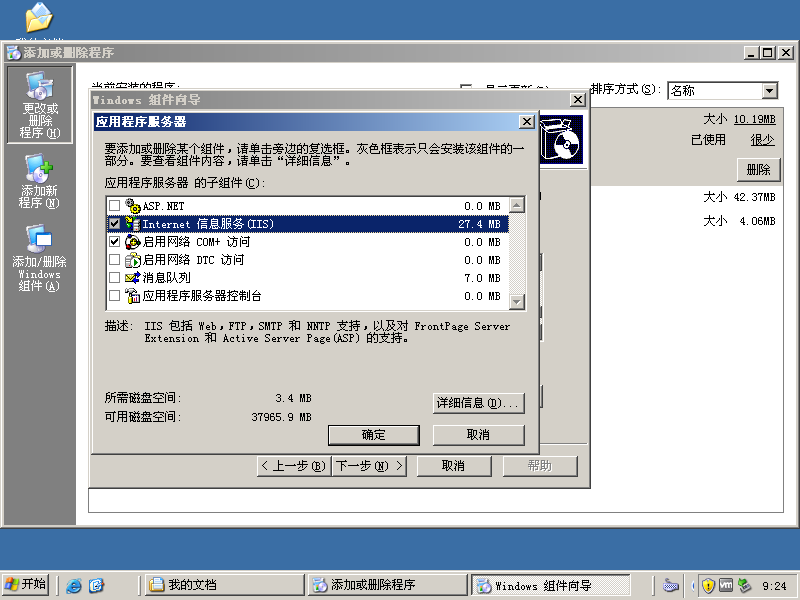 添加或删除程序
更改或
删除
程序(H)
添加新
程序(N)
添加/删除
Windows
组件(A)
当前安装的程序:
排序方式(S):
名称
大小
10.19MB
已使用
很少
删除
大小 42.37MB
大小 4.06MB
Windows 组件向导
应用程序服务器
要添加或删除某个组件，请单击旁边的复选框。灰色框表示只会安装该组件的一
部分。要查看组件内容，请单击“详细信息”。
应用程序服务器 的子组件(C):
ASP.NET 0.0 MB
Internet 信息服务(IIS) 27.4 MB
启用网络 COM+ 访问 0.0 MB
启用网络 DTC 访问 0.0 MB
消息队列 7.0 MB
应用程序服务器控制台 0.0 MB
描述: IIS 包括 Web，FTP，SMTP 和 NNTP 支持，以及对 FrontPage Server
Extension 和 Active Server Page(ASP) 的支持。
所需磁盘空间: 3.4 MB
可用磁盘空间: 37965.9 MB
详细信息(D)...
确定
取消
< 上一步(B)
下一步(N) >
取消
帮助
开始
我的文档
添加或删除程序
Windows 组件向导
9:24